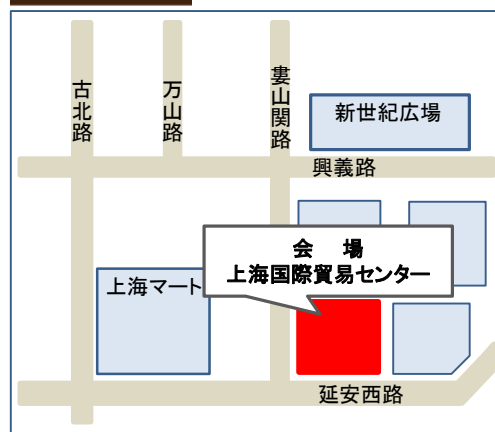 古北路
万山路
婁山関路
新世紀広場
興義路
会　場
上海国際貿易センター
上海マート
延安西路